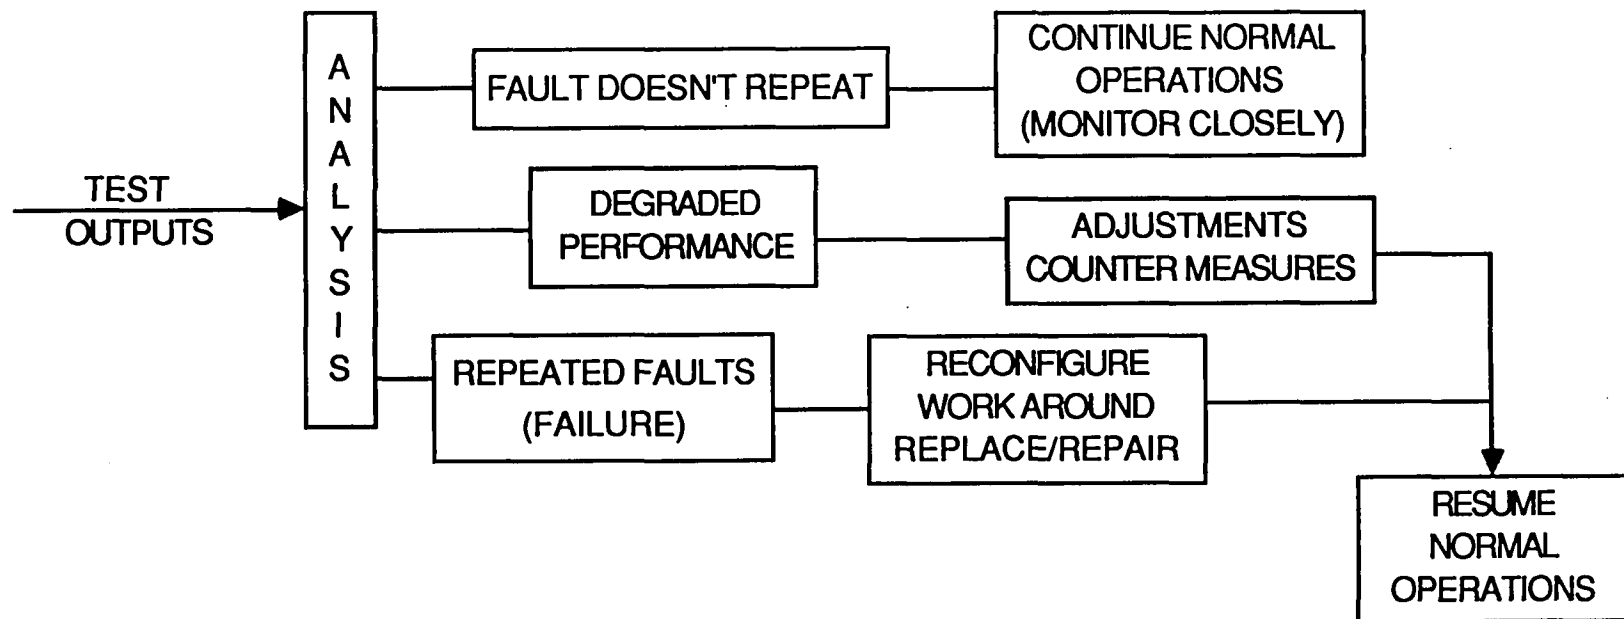 TEST
OUTPUTS
ANALYSIS
FAULT DOESN'T REPEAT
CONTINUE NORMAL
OPERATIONS
(MONITOR CLOSELY)
DEGRADED
PERFORMANCE
ADJUSTMENTS
COUNTER MEASURES
REPEATED FAULTS
(FAILURE)
RECONFIGURE
WORK AROUND
REPLACE/REPAIR
RESUME
NORMAL
OPERATIONS